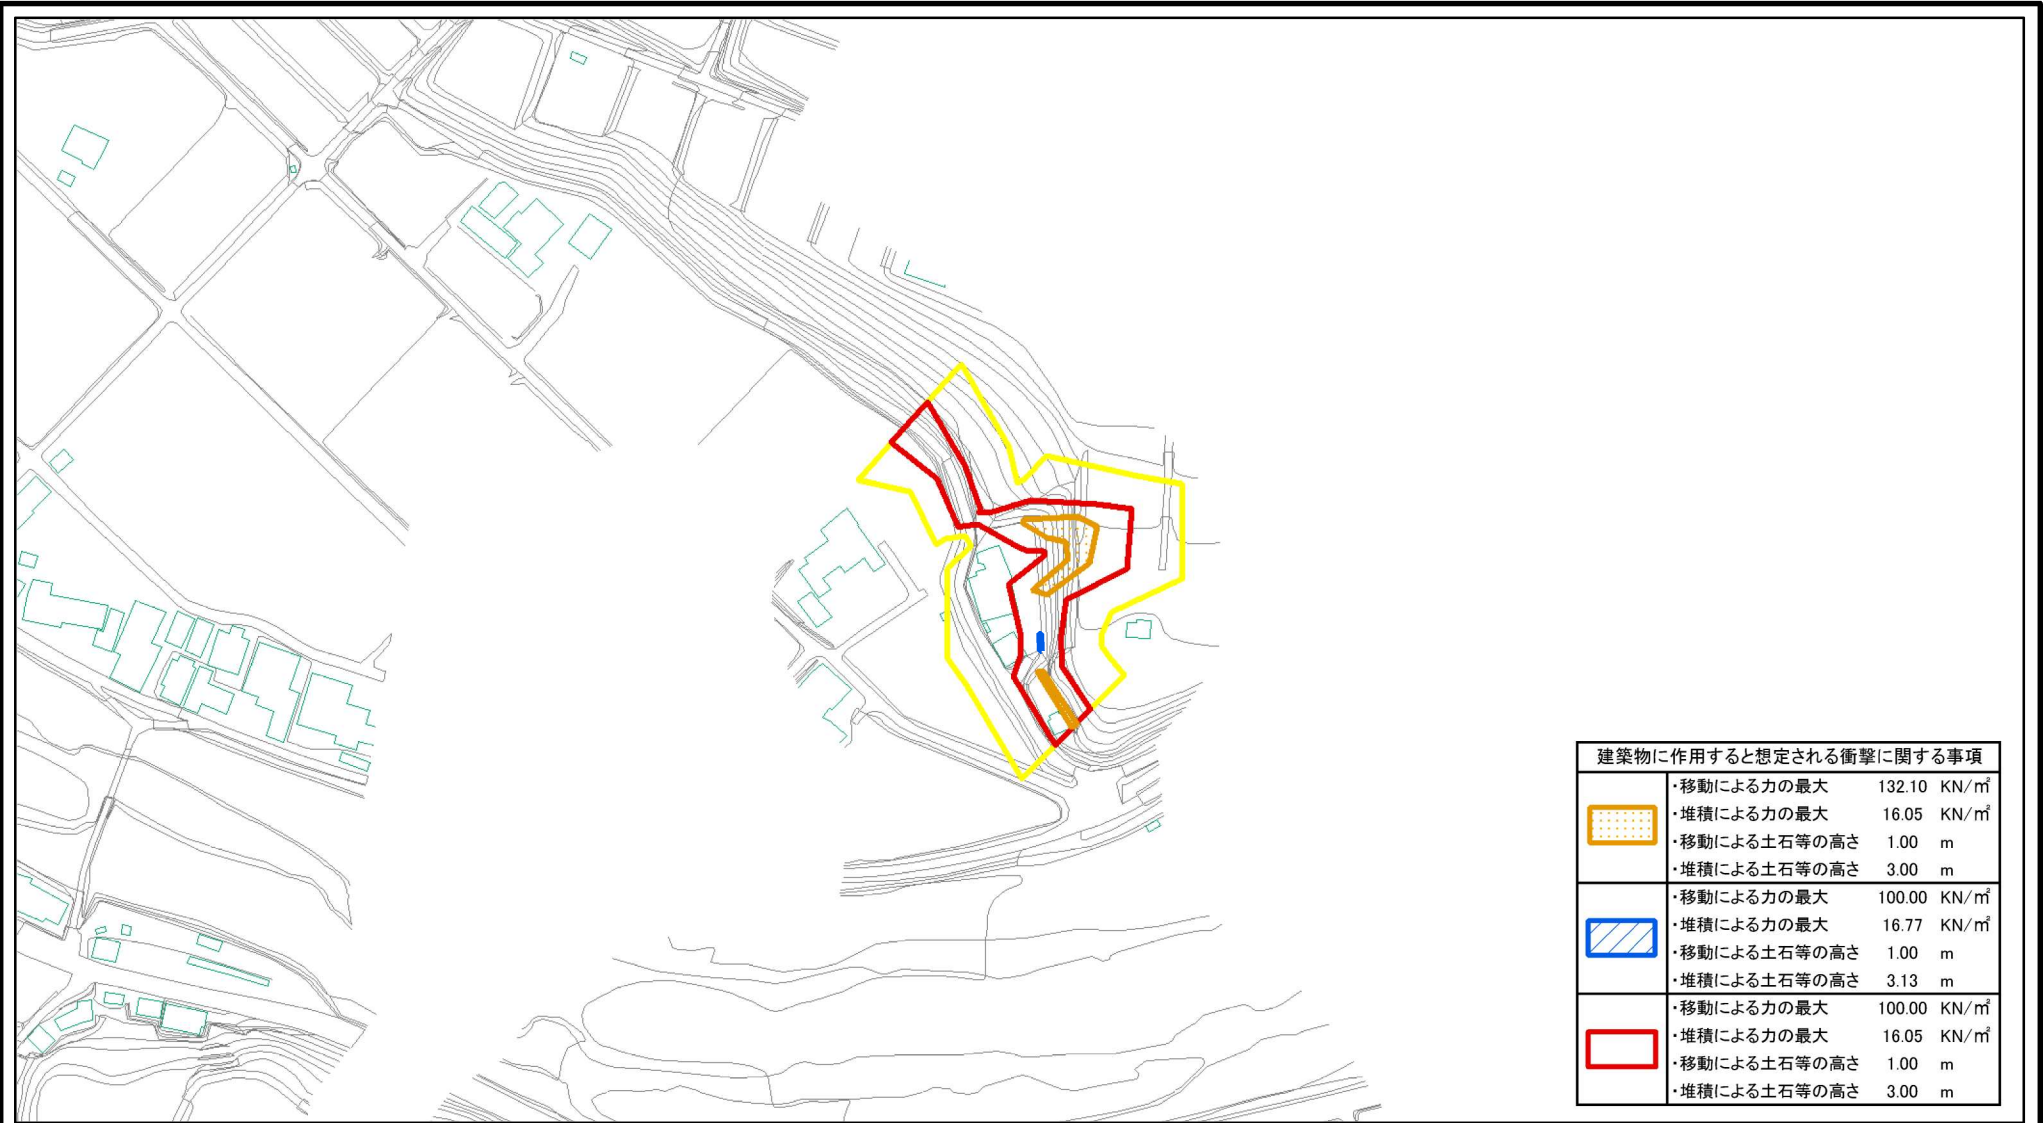 建築物に作用すると想定される衝撃に関する事項
・移動による力の最大 132.10 KN/㎡
・堆積による力の最大 16.05 KN/㎡
・移動による土石等の高さ 1.00 m
・堆積による土石等の高さ 3.00 m
・移動による力の最大 100.00 KN/㎡
・堆積による力の最大 16.77 KN/㎡
・移動による土石等の高さ 1.00 m
・堆積による土石等の高さ 3.13 m
・移動による力の最大 100.00 KN/㎡
・堆積による力の最大 16.05 KN/㎡
・移動による土石等の高さ 1.00 m
・堆積による土石等の高さ 3.00 m